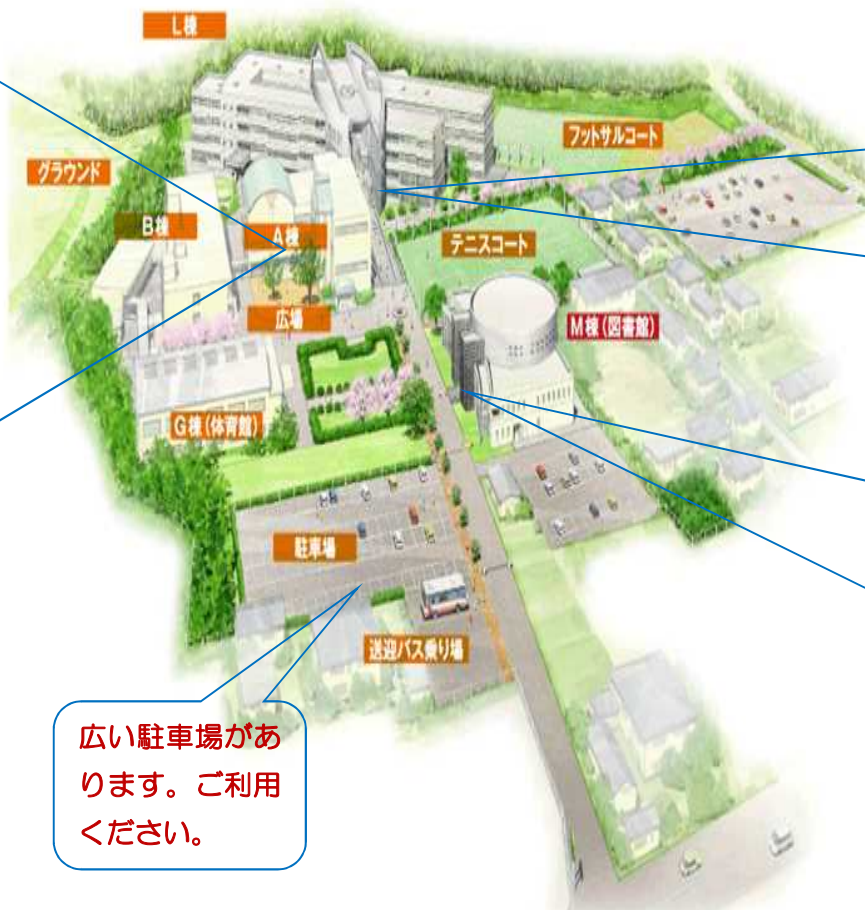 L棟
フットサルコート
グラウンド
B棟
A棟
テニスコート
広場
M棟(図書館)
G棟(体育館)
駐車場
送迎バス乗り場
広い駐車場があ
ります。ご利用
ください。